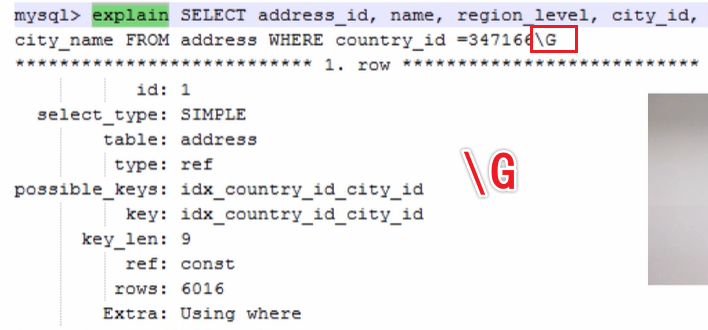 mysql> explain SELECT address_id, name, region_level, city_id,
city_name FROM address WHERE country_id =347166\G
*************************** 1. row ***************************
id: 1
select_type: SIMPLE
table: address
type: ref
possible_keys: idx_country_id_city_id
key: idx_country_id_city_id
key_len: 9
ref: const
rows: 6016
Extra: Using where
\G